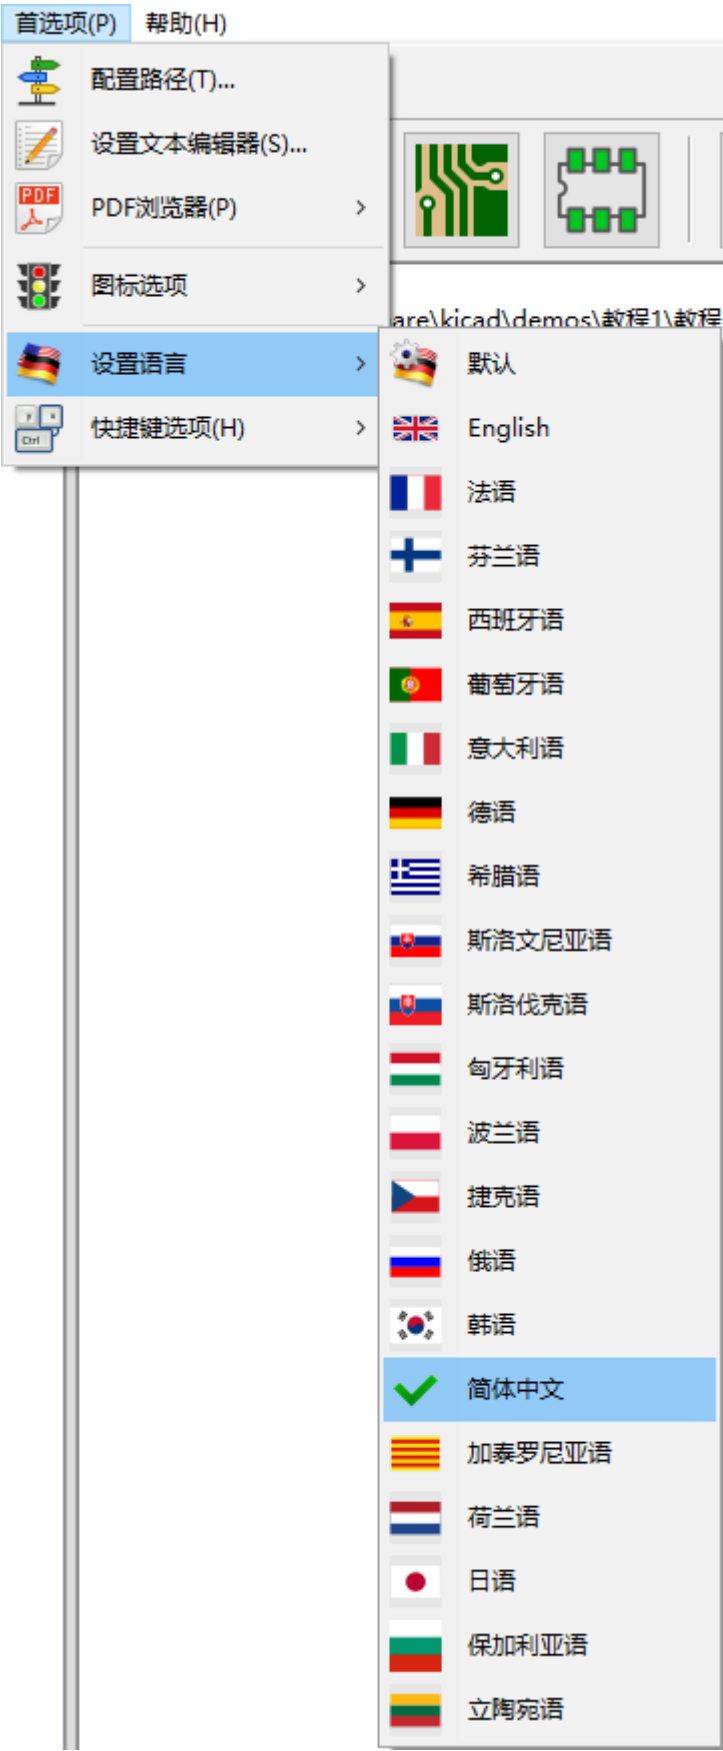 首选项(P) 帮助(H)
配置路径(T)...
设置文本编辑器(S)...
PDF
PDF浏览器(P)
图标选项
are\kicad\demos\教程1\教程
设置语言
Ctrl
快捷键选项(H)
默认
English
法语
芬兰语
西班牙语
葡萄牙语
意大利语
德语
希腊语
斯洛文尼亚语
斯洛伐克语
匈牙利语
波兰语
捷克语
俄语
韩语
简体中文
加泰罗尼亚语
荷兰语
日语
保加利亚语
立陶宛语